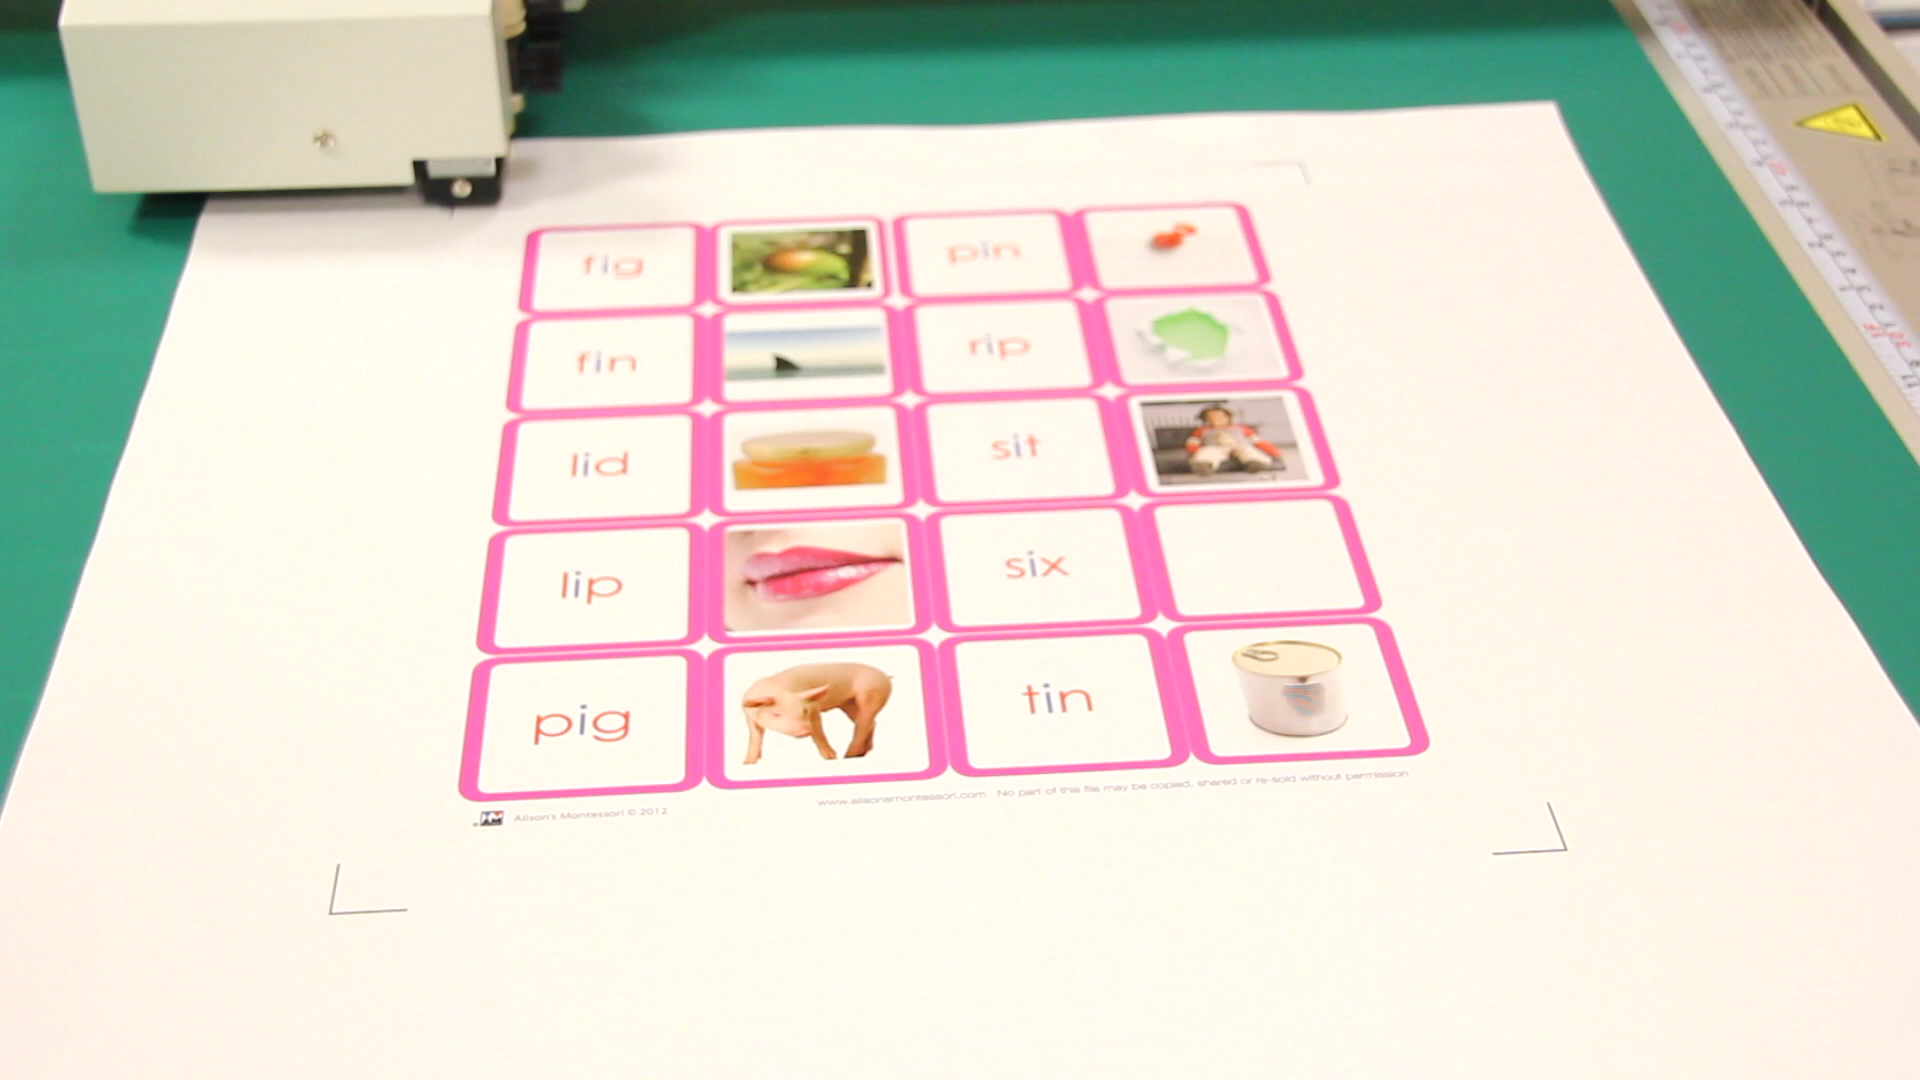 fig
pin
fin
rip
lid
sit
lip
six
pig
tin
Alison's Montessori © 2012
www.alisonsmontessori.com No part of this file may be copied, shared or re-sold without permission